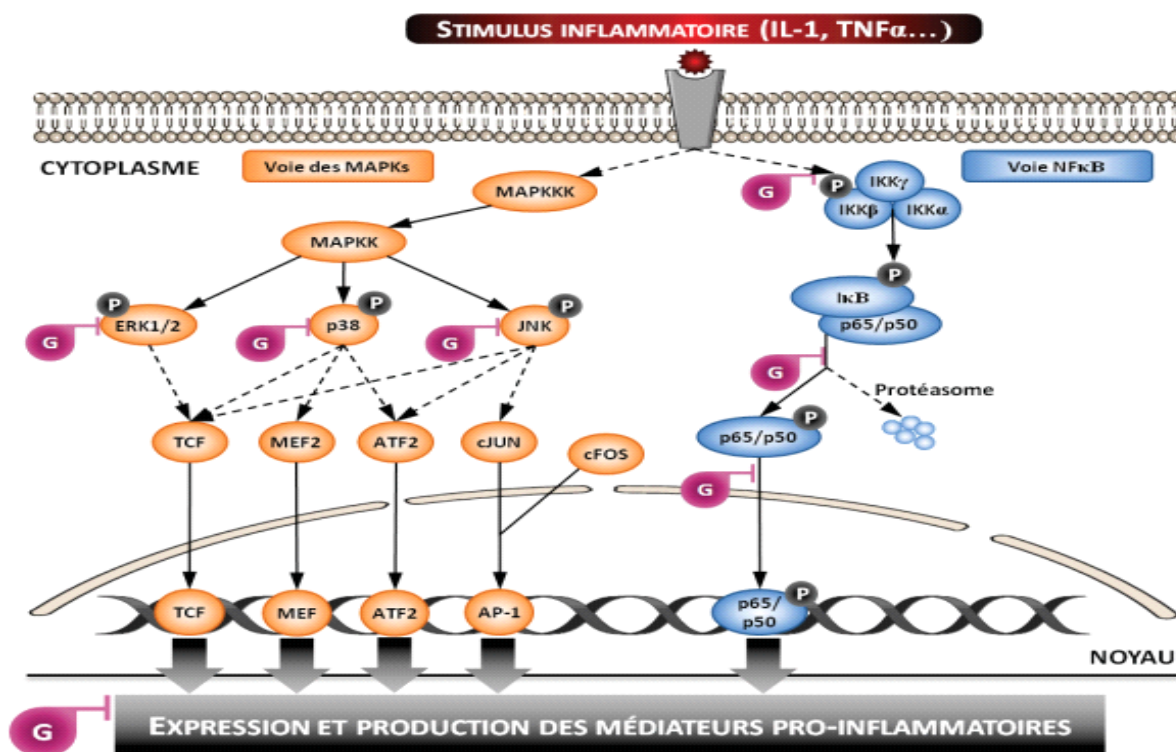 STIMULUS INFLAMMATOIRE (IL-1, TNFα...)
CYTOPLASME
Voie des MAPKs
Voie NFκB
MAPKKK
G
P
IKKγ
IKKβ
IKKα
MAPKK
P
P
P
P
ERK1/2
p38
JNK
IκB
p65/p50
G
G
G
G
Protéasome
P
TCF
MEF2
ATF2
cJUN
cFOS
p65/p50
G
P
TCF
MEF
ATF2
AP-1
p65/
p50
NOYAU
G
EXPRESSION ET PRODUCTION DES MÉDIATEURS PRO-INFLAMMATOIRES